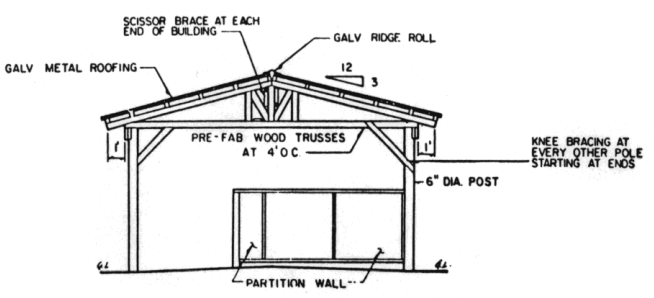 SCISSOR BRACE AT EACH
END OF BUILDING
GALV RIDGE ROLL
GALV METAL ROOFING
12
3
PRE-FAB WOOD TRUSSES
AT 4' O.C.
1'
1'
KNEE BRACING AT
EVERY OTHER POLE
STARTING AT ENDS
6" DIA. POST
G.L.
G.L.
PARTITION WALL